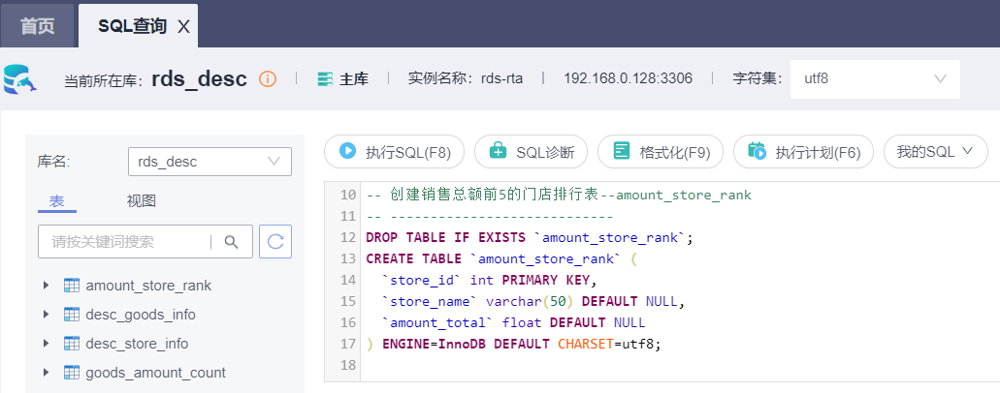 首页 SQL查询 X
当前所在库: rds_desc 主库 实例名称: rds-rta 192.168.0.128:3306 字符集: utf8
库名: rds_desc
表 视图
请按关键词搜索
amount_store_rank
desc_goods_info
desc_store_info
goods_amount_count
执行SQL(F8) SQL诊断 格式化(F9) 执行计划(F6) 我的SQL
10 -- 创建销售总额前5的门店排行表--amount_store_rank
11 -- ----------------------------
12 DROP TABLE IF EXISTS `amount_store_rank`;
13 CREATE TABLE `amount_store_rank` (
14 `store_id` int PRIMARY KEY,
15 `store_name` varchar(50) DEFAULT NULL,
16 `amount_total` float DEFAULT NULL
17 ) ENGINE=InnoDB DEFAULT CHARSET=utf8;
18